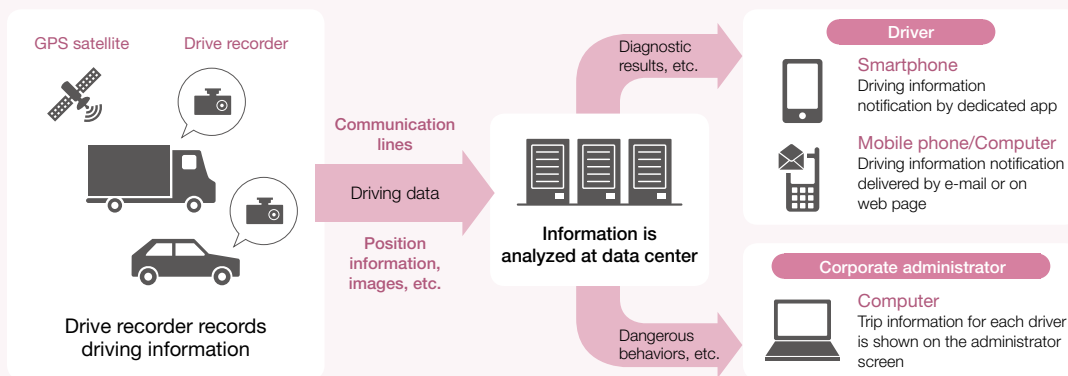 GPS satellite
Drive recorder
Drive recorder records
driving information
Communication
lines
Driving data
Position
information,
images, etc.
Information is
analyzed at data center
Diagnostic
results, etc.
Dangerous
behaviors, etc.
Driver
Smartphone
Driving information
notification by dedicated app
Mobile phone/Computer
Driving information notification
delivered by e-mail or on
web page
Corporate administrator
Computer
Trip information for each driver
is shown on the administrator
screen